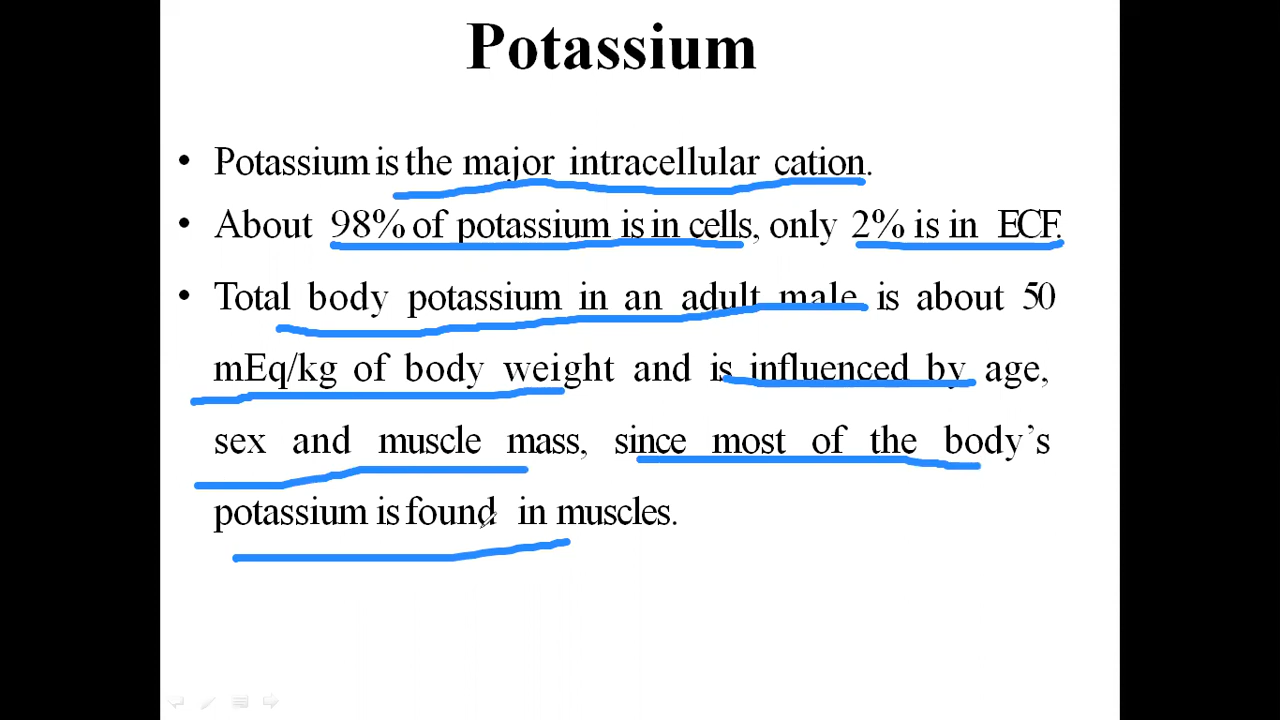 Potassium
• Potassium is the major intracellular cation.
• About 98% of potassium is in cells, only 2% is in ECF.
• Total body potassium in an adult male is about 50
mEq/kg of body weight and is influenced by age,
sex and muscle mass, since most of the body’s
potassium is found in muscles.